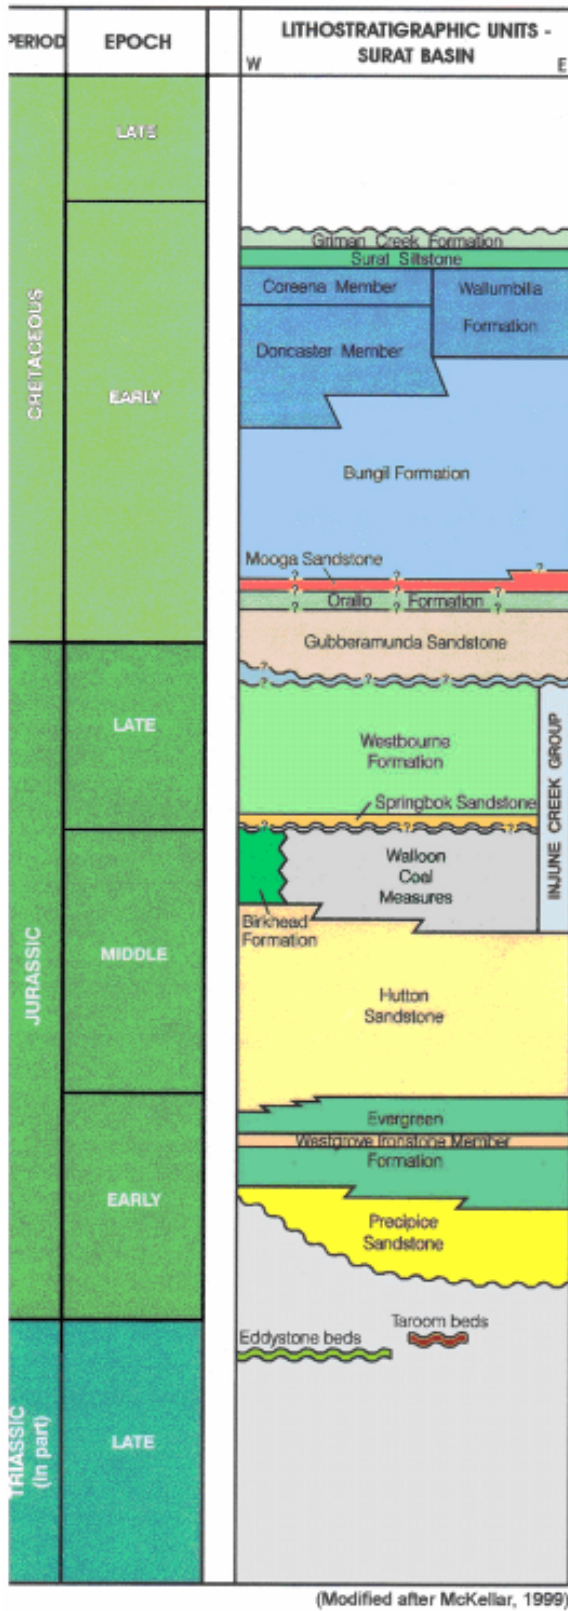 PERIOD
EPOCH
LITHOSTRATIGRAPHIC UNITS -
SURAT BASIN
W
E
CRETACEOUS
LATE
EARLY
Griman Creek Formation
Surat Siltstone
Coreena Member
Wallumbilla
Formation
Doncaster Member
Bungil Formation
Mooga Sandstone
?
? ? ?
? ? ?
Orallo Formation
? ? ?
Gubberamunda Sandstone
JURASSIC
LATE
MIDDLE
EARLY
?
? ? ?
Westbourne
Formation
INJUNE CREEK GROUP
Springbok Sandstone
? ? ?
Walloon
Coal
Measures
Birkhead
Formation
Hutton
Sandstone
Evergreen
Westgrove Ironstone Member
Formation
Precipice
Sandstone
TRIASSIC
(In part)
LATE
Taroom beds
Eddystone beds
(Modified after McKellar, 1999)